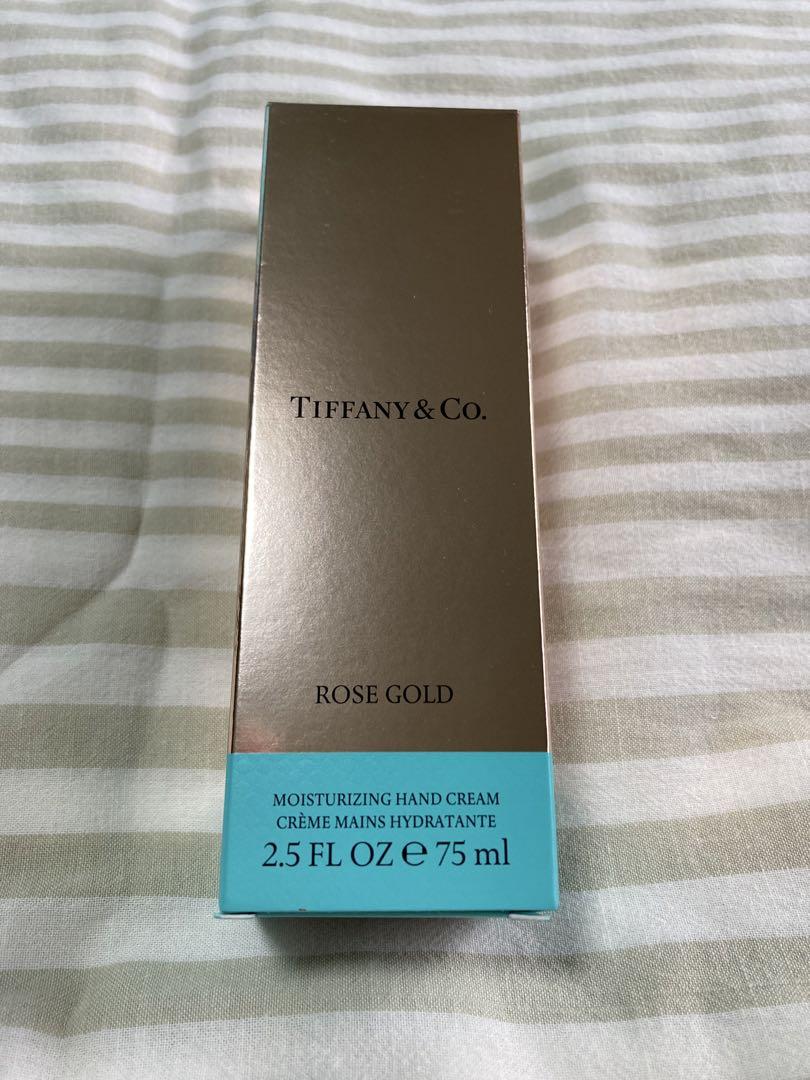 TIFFANY & CO.
ROSE GOLD
MOISTURIZING HAND CREAM
CRÈME MAINS HYDRATANTE
2.5 FL OZ ℮ 75 ml